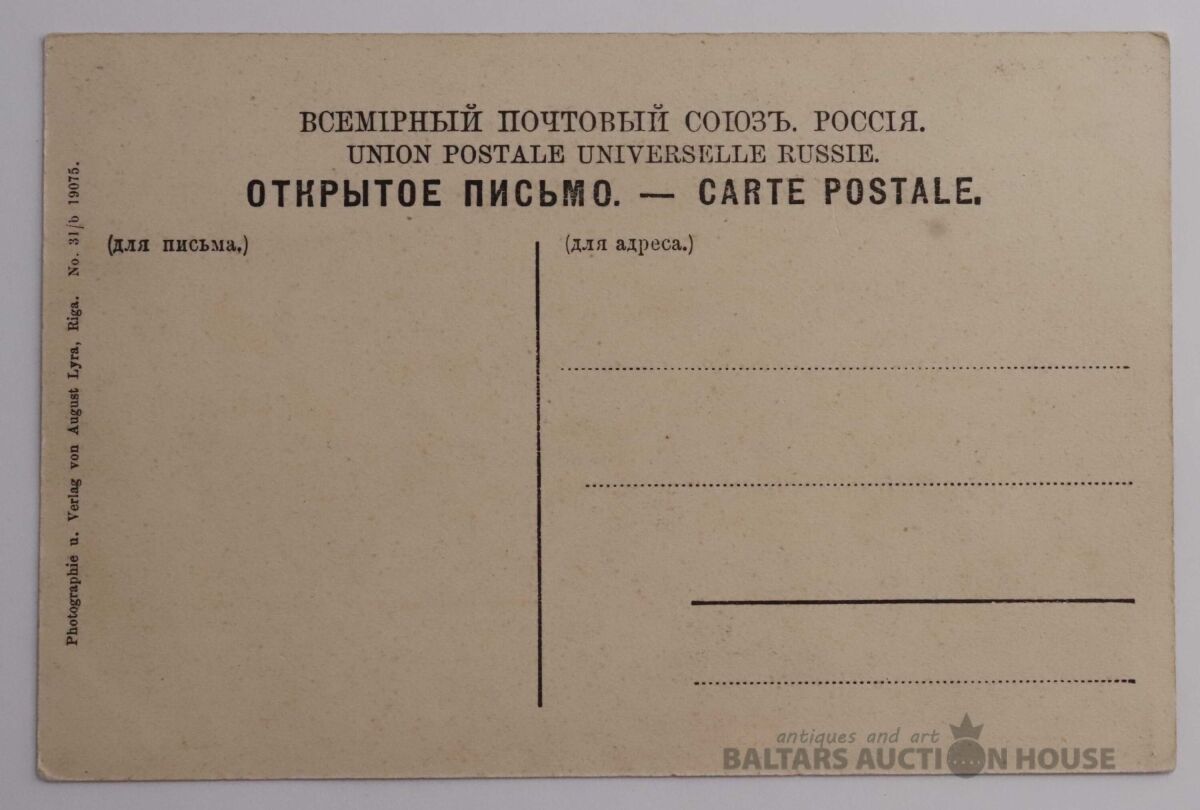 ВСЕМІРНЫЙ ПОЧТОВЫЙ СОЮЗЪ. РОССІЯ.
UNION POSTALE UNIVERSELLE RUSSIE.
ОТКРЫТОЕ ПИСЬМО. — CARTE POSTALE.
(для письма.)
(для адреса.)
Photographie u. Verlag von August Lyra, Riga. No. 31/b 19075.
antiques and art
BALTARS AUCTION HOUSE